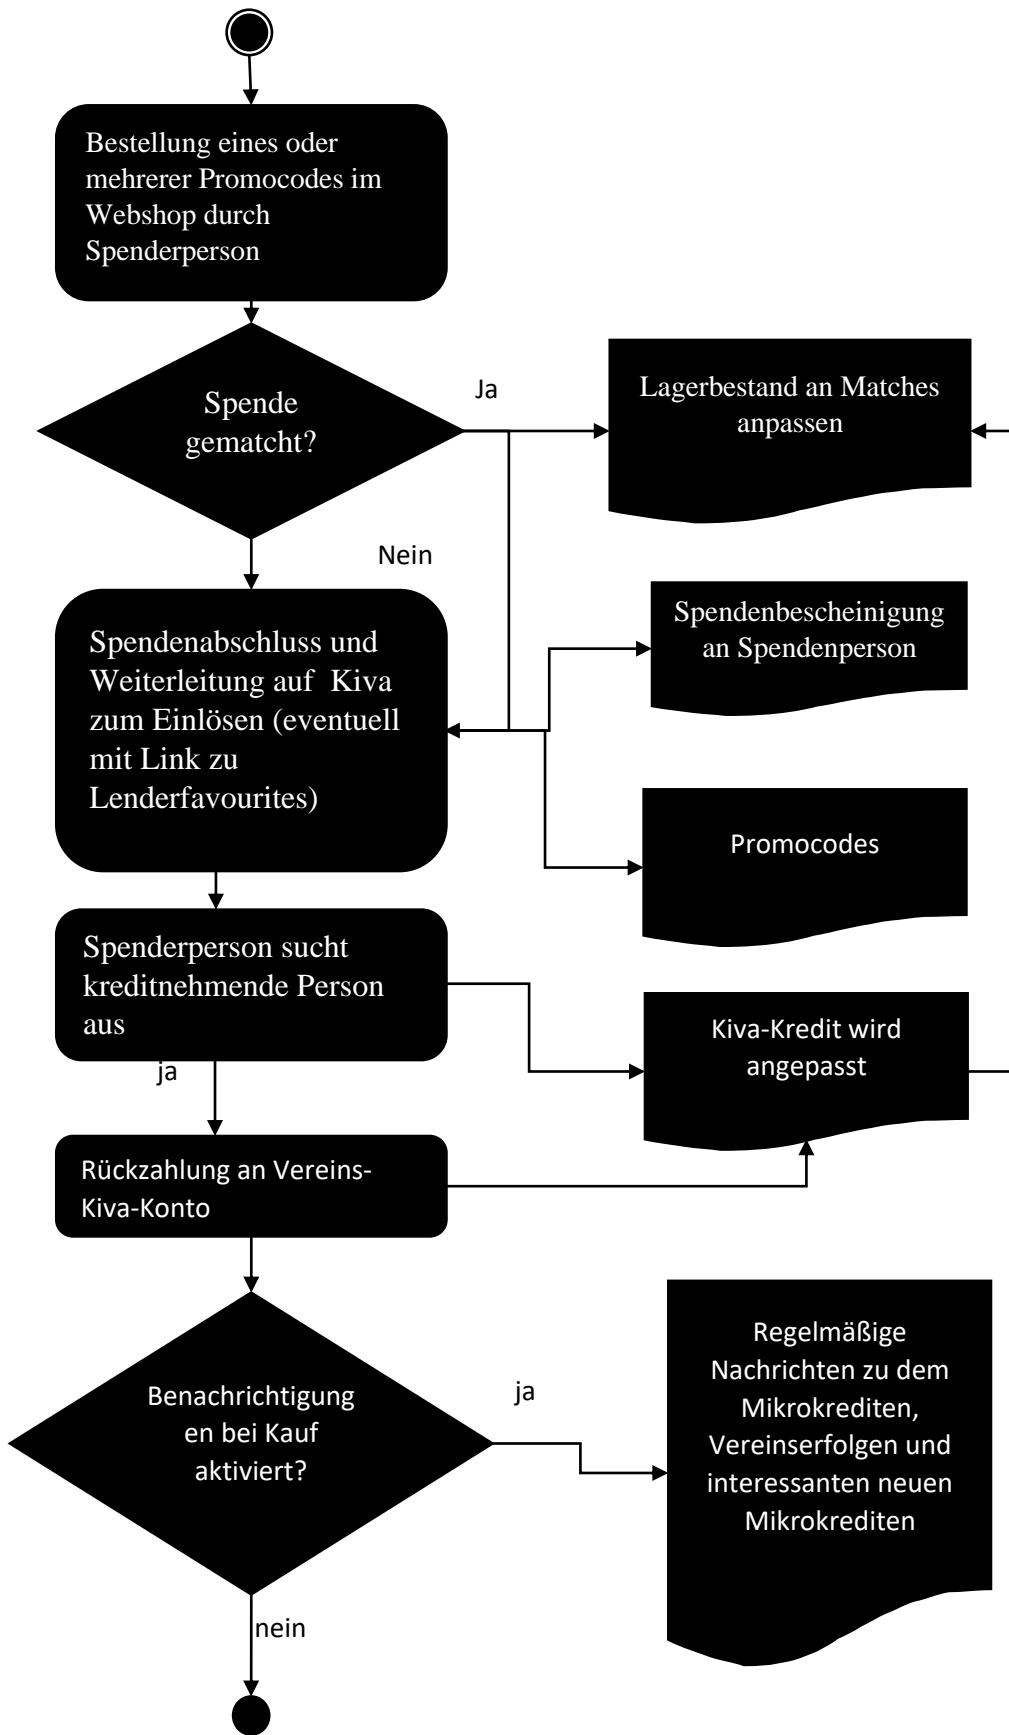 Bestellung eines oder
mehrerer Promocodes im
Webshop durch
Spenderperson
Spende
gematcht?
Ja
Lagerbestand an Matches
anpassen
Nein
Spendenabschluss und
Weiterleitung auf  Kiva
zum Einlösen (eventuell
mit Link zu
Lenderfavourites)
Spendenbescheinigung
an Spendenperson
Promocodes
Spenderperson sucht
kreditnehmende Person
aus
Kiva-Kredit wird
angepasst
ja
Rückzahlung an Vereins-
Kiva-Konto
Benachrichtigung
en bei Kauf
aktiviert?
ja
Regelmäßige
Nachrichten zu dem
Mikrokrediten,
Vereinserfolgen und
interessanten neuen
Mikrokrediten
nein